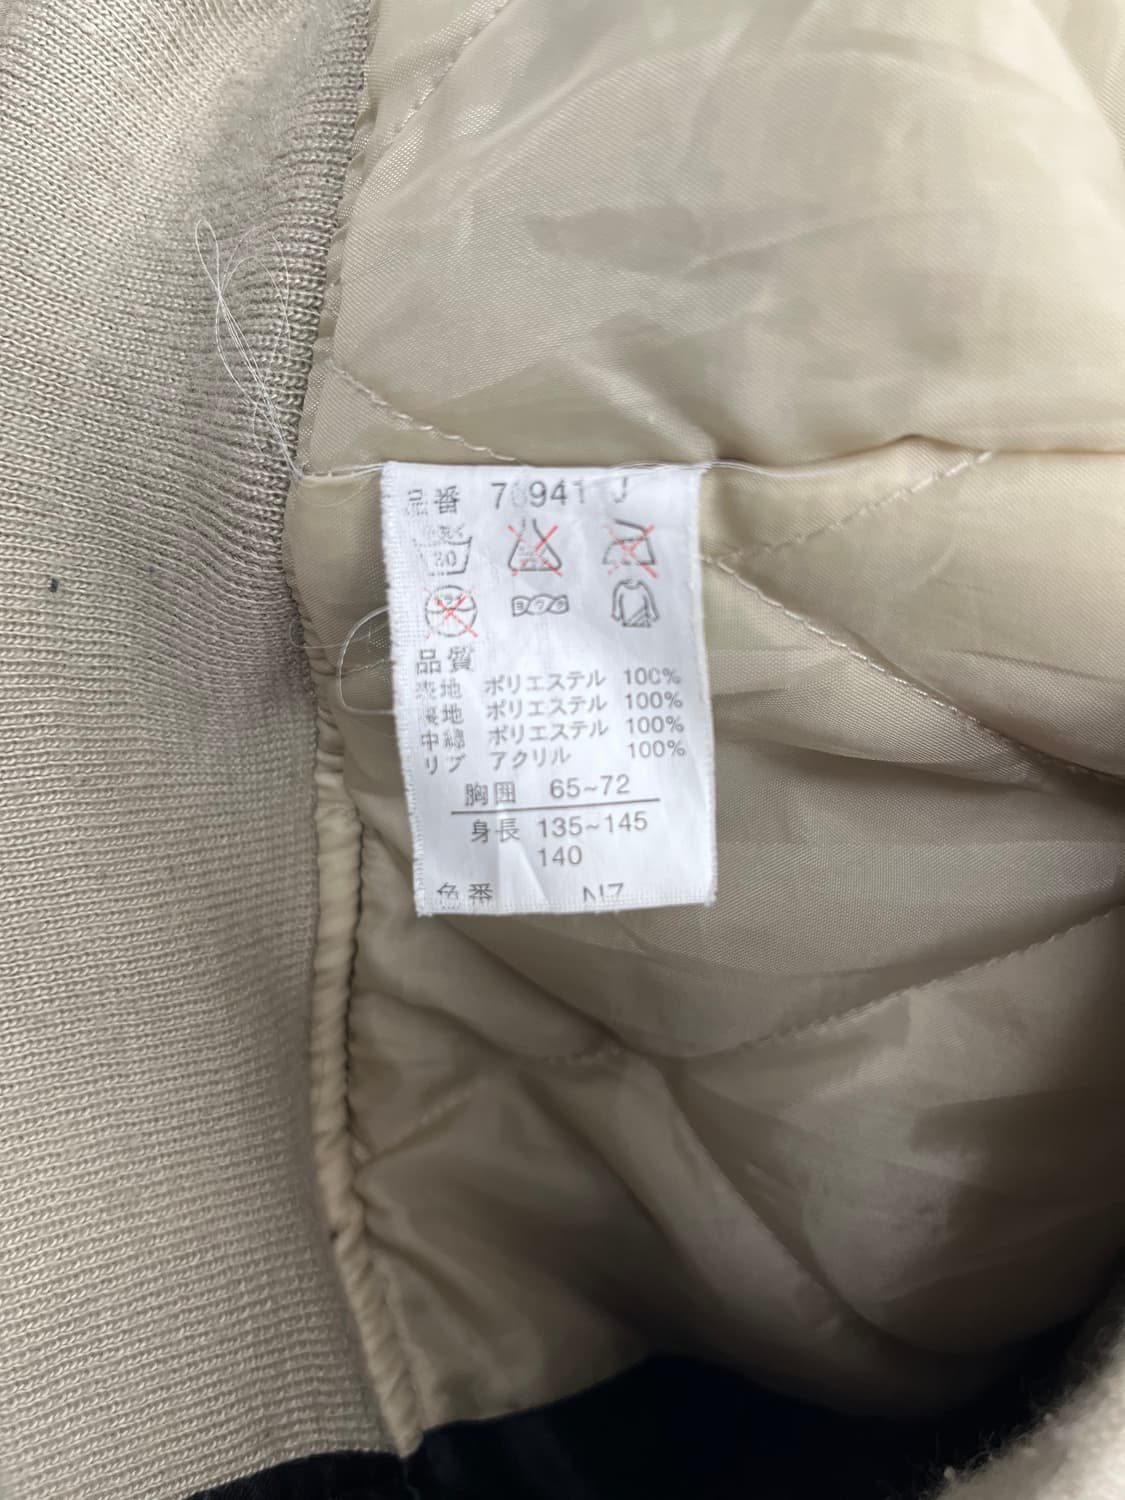 品番
30
品質
表地 ポリエステル 100%
裏地 ポリエステル 100%
中綿 ポリエステル 100%
リブ アクリル 100%
胸囲 65~72
身長 135~145
140
色番